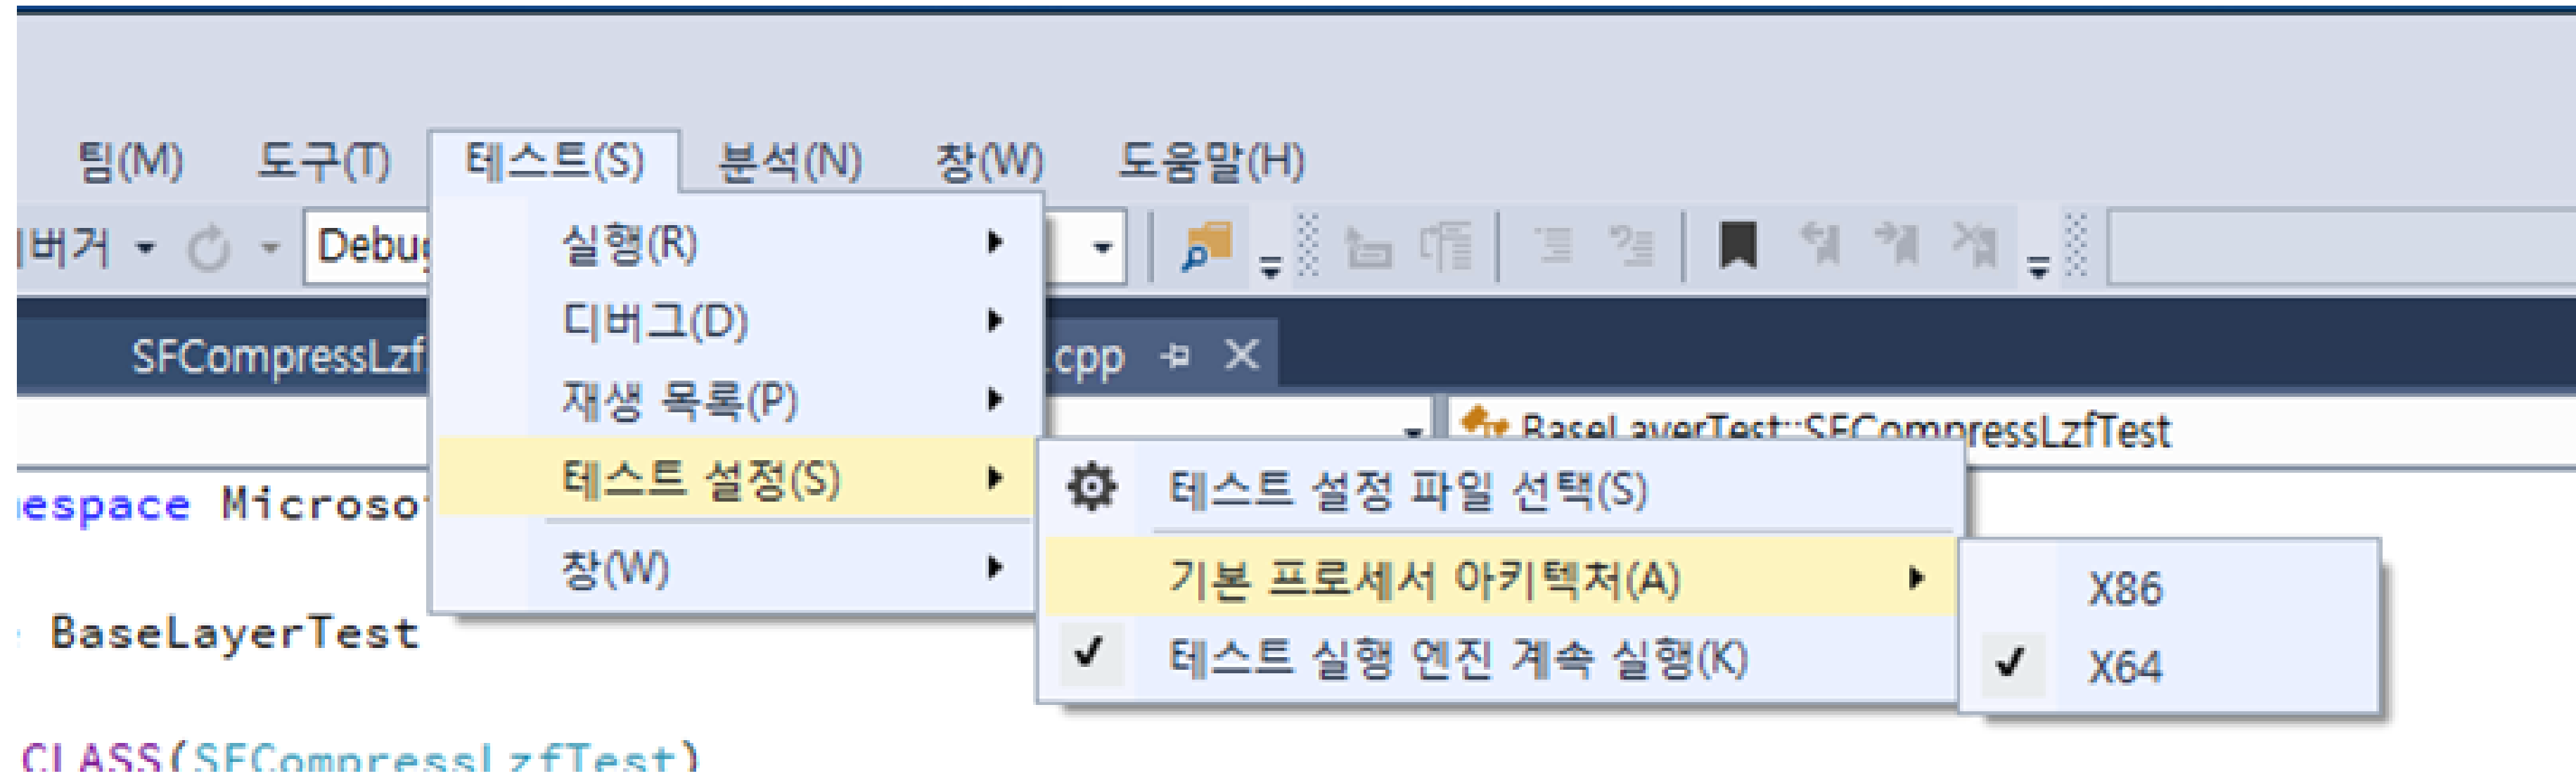 팀(M) 도구(T) 테스트(S) 분석(N) 창(W) 도움말(H)
버거 Debug
실행(R)
디버그(D)
SFCompressLzf .cpp
재생 목록(P)
BaseLayerTest::SFCompressLzfTest
테스트 설정(S)
테스트 설정 파일 선택(S)
espace Microso
창(W)
기본 프로세서 아키텍처(A)
X86
BaseLayerTest
테스트 실행 엔진 계속 실행(K)
X64
CLASS(SFCompressLzfTest)